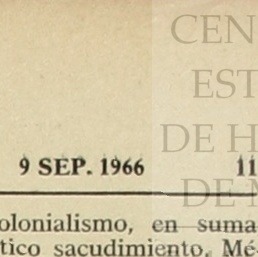 CEN
EST
DE H
9 SEP. 1966 11
DE N
olonialismo, en suma
tico sacudimiento. Mé-